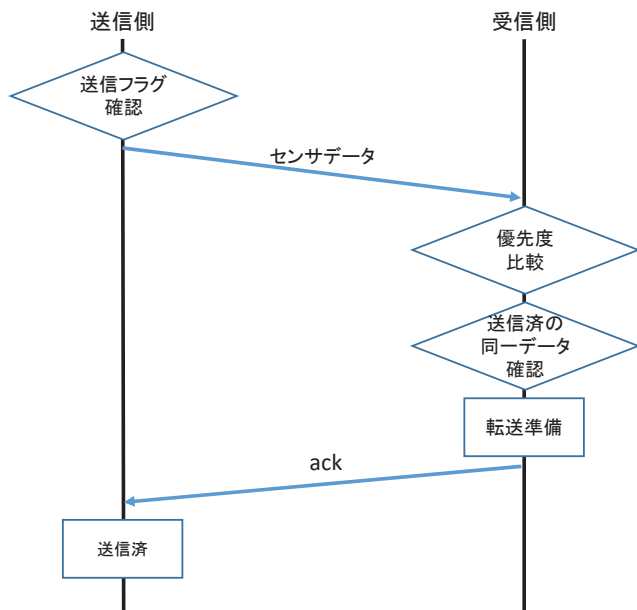 送信側
受信側
送信フラグ
確認
センサデータ
優先度
比較
送信済の
同一データ
確認
転送準備
ack
送信済